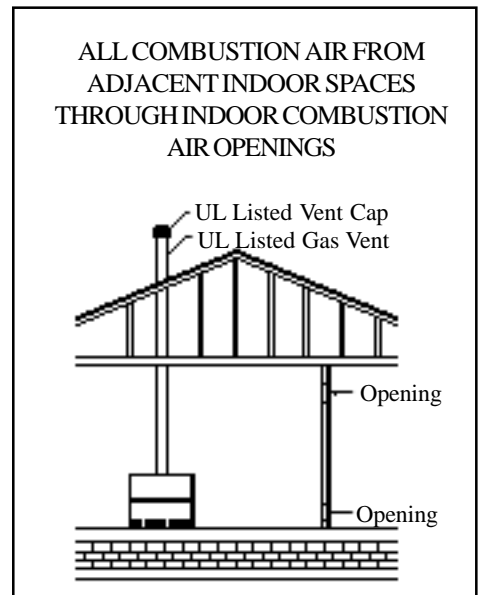 ALL COMBUSTION AIR FROM
ADJACENT INDOOR SPACES
THROUGH INDOOR COMBUSTION
AIR OPENINGS
UL Listed Vent Cap
UL Listed Gas Vent
Opening
Opening